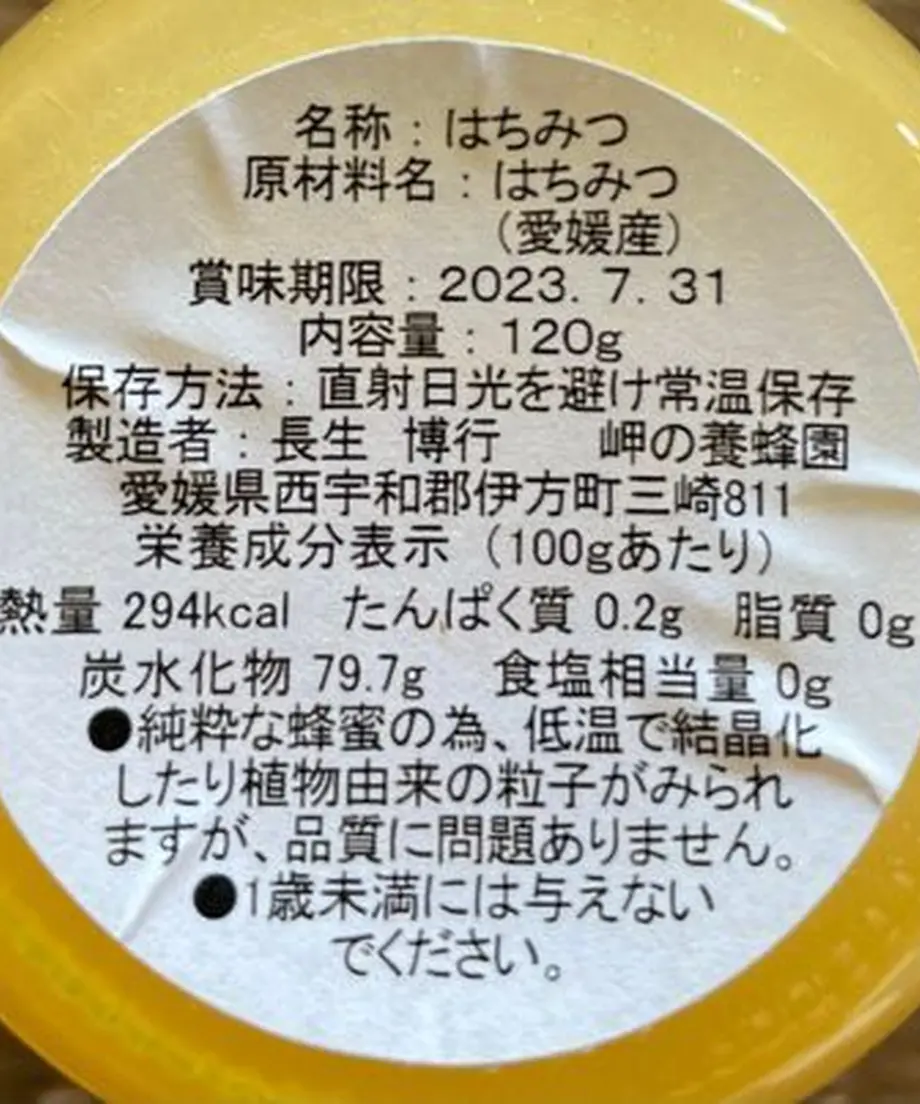 名称：はちみつ
原材料名：はちみつ
（愛媛産）
賞味期限：2023.7.31
内容量：120g
保存方法：直射日光を避け常温保存
製造者：長生 博行 岬の養蜂園
愛媛県西宇和郡伊方町三崎811
栄養成分表示（100gあたり）
熱量 294kcal たんぱく質 0.2g 脂質 0g
炭水化物 79.7g 食塩相当量 0g
●純粋な蜂蜜の為、低温で結晶化
したり植物由来の粒子がみられ
ますが、品質に問題ありません。
●1歳未満には与えない
でください。